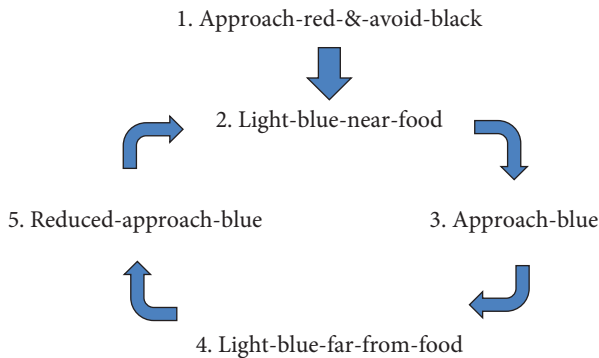 1. Approach-red-&-avoid-black
2. Light-blue-near-food
5. Reduced-approach-blue
3. Approach-blue
4. Light-blue-far-from-food